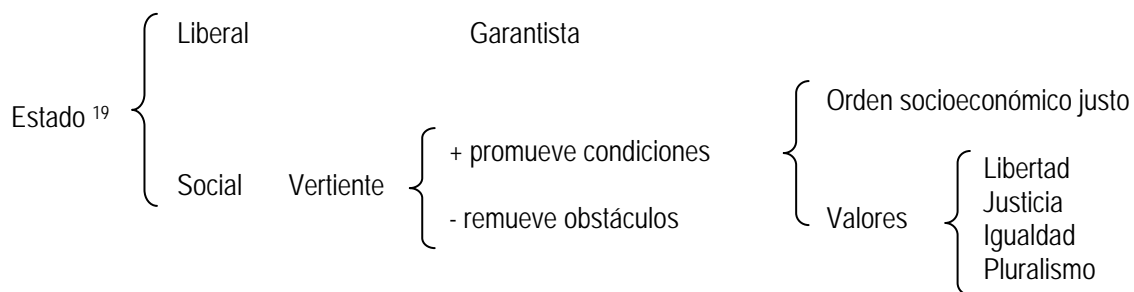 Estado ¹⁹
Liberal Garantista
Social Vertiente
+ promueve condiciones
- remueve obstáculos
Orden socioeconómico justo
Valores
Libertad
Justicia
Igualdad
Pluralismo